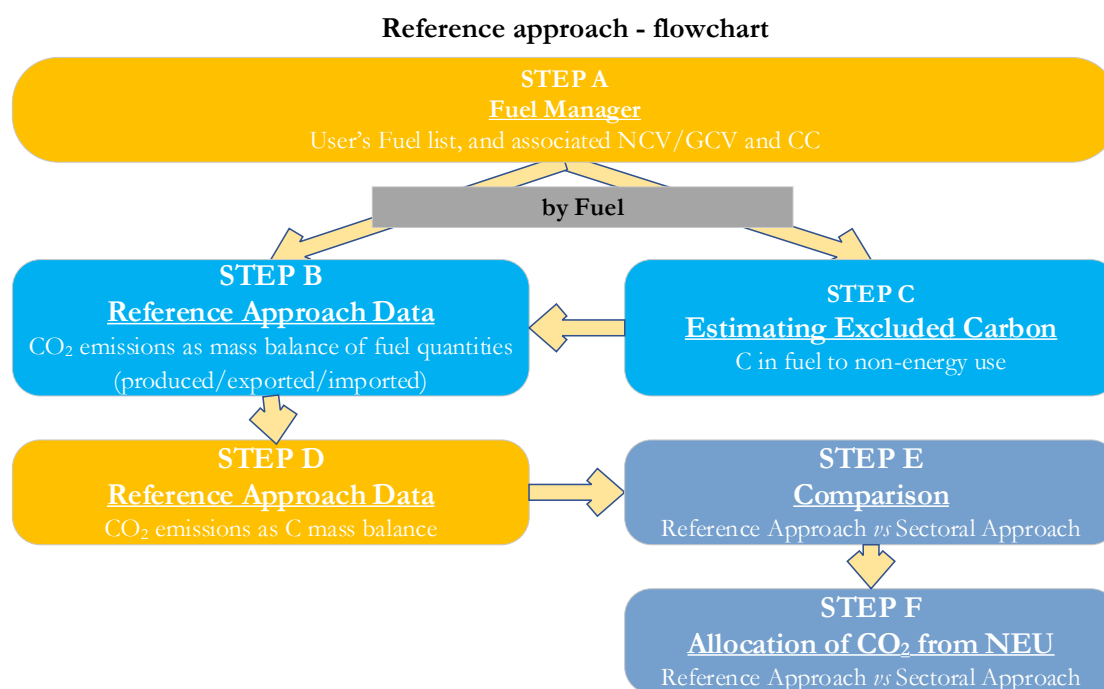 Reference approach - flowchart
STEP A
Fuel Manager
User's Fuel list, and associated NCV/GCV and CC
by Fuel
STEP B
Reference Approach Data
CO₂ emissions as mass balance of fuel quantities
(produced/exported/imported)
STEP C
Estimating Excluded Carbon
C in fuel to non-energy use
STEP D
Reference Approach Data
CO₂ emissions as C mass balance
STEP E
Comparison
Reference Approach vs Sectoral Approach
STEP F
Allocation of CO₂ from NEU
Reference Approach vs Sectoral Approach